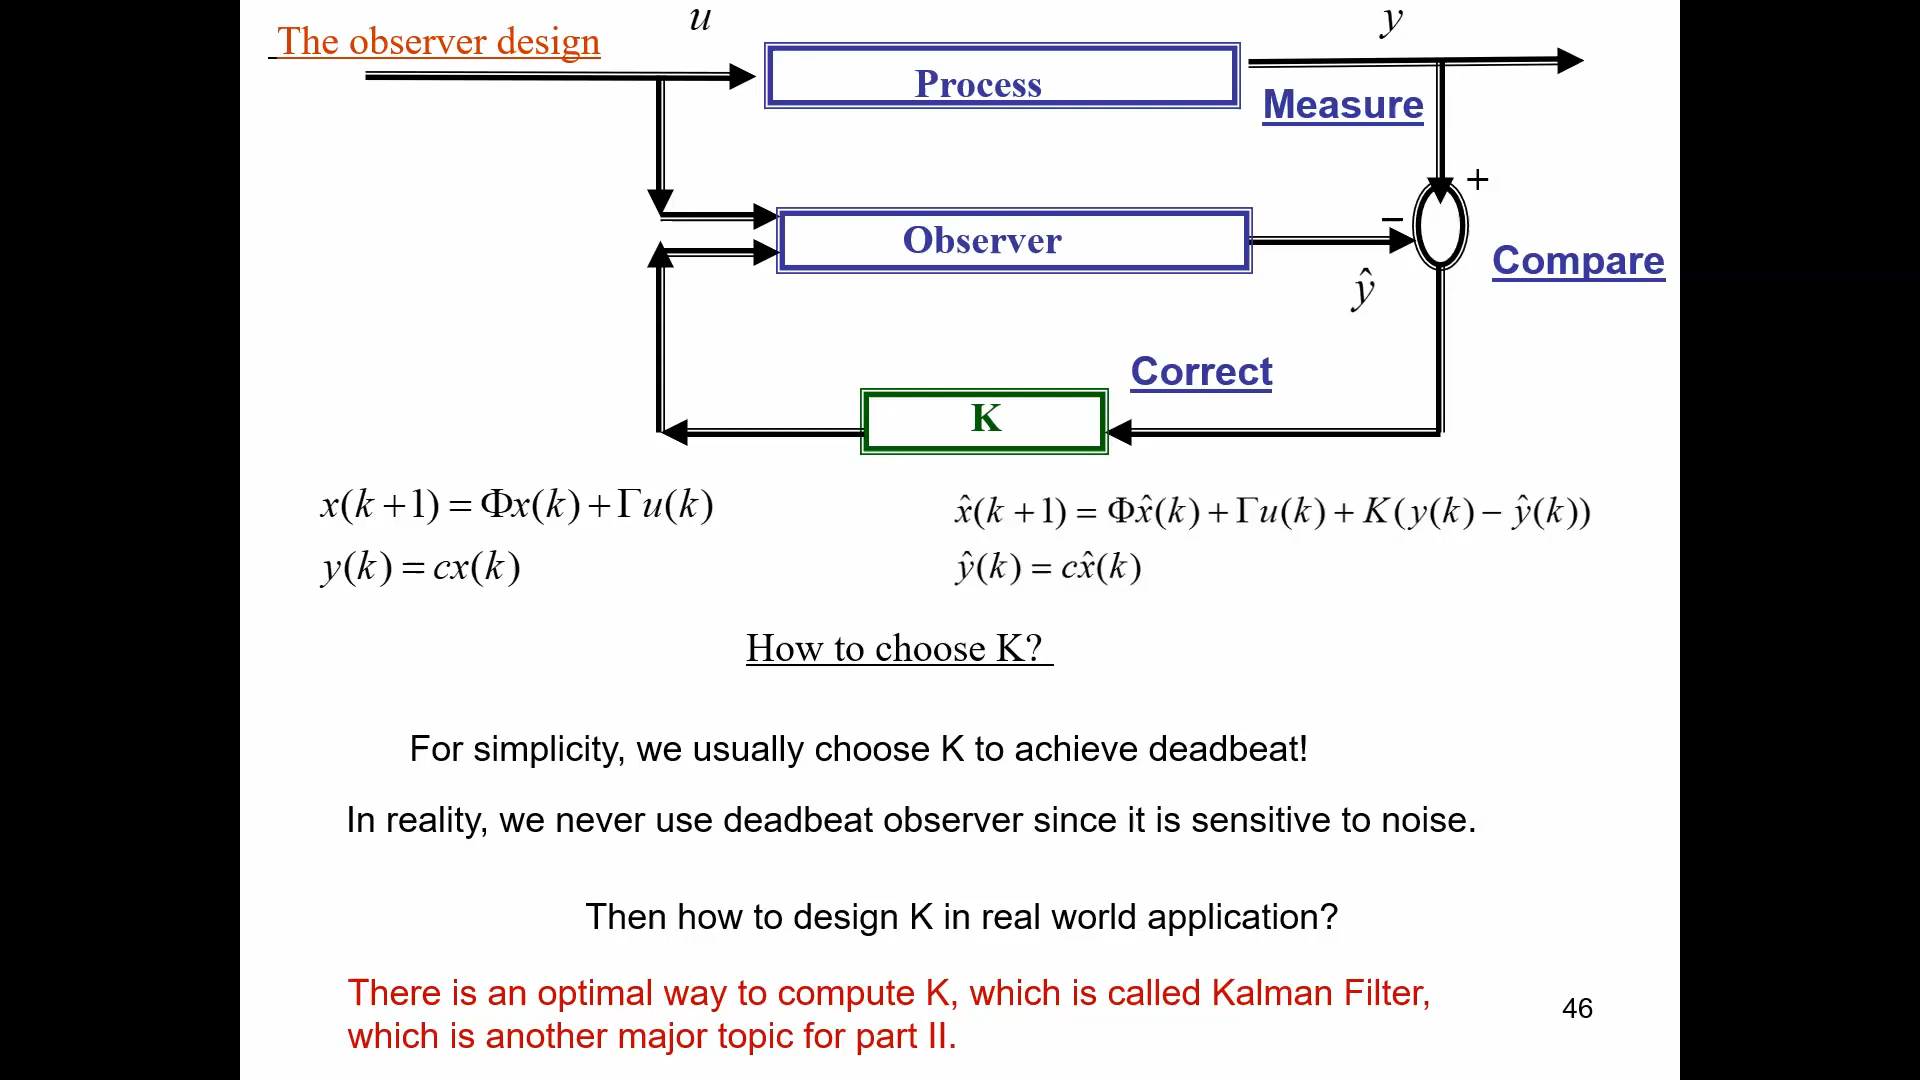 The observer design
u
y
Process
Measure
+
−
Observer
Compare
ŷ
Correct
K
x(k+1) = Φx(k) + Γu(k)
x̂(k+1) = Φx̂(k) + Γu(k) + K(y(k) − ŷ(k))
y(k) = cx(k)
ŷ(k) = cx̂(k)
How to choose K?
For simplicity, we usually choose K to achieve deadbeat!
In reality, we never use deadbeat observer since it is sensitive to noise.
Then how to design K in real world application?
There is an optimal way to compute K, which is called Kalman Filter,
which is another major topic for part II.
46